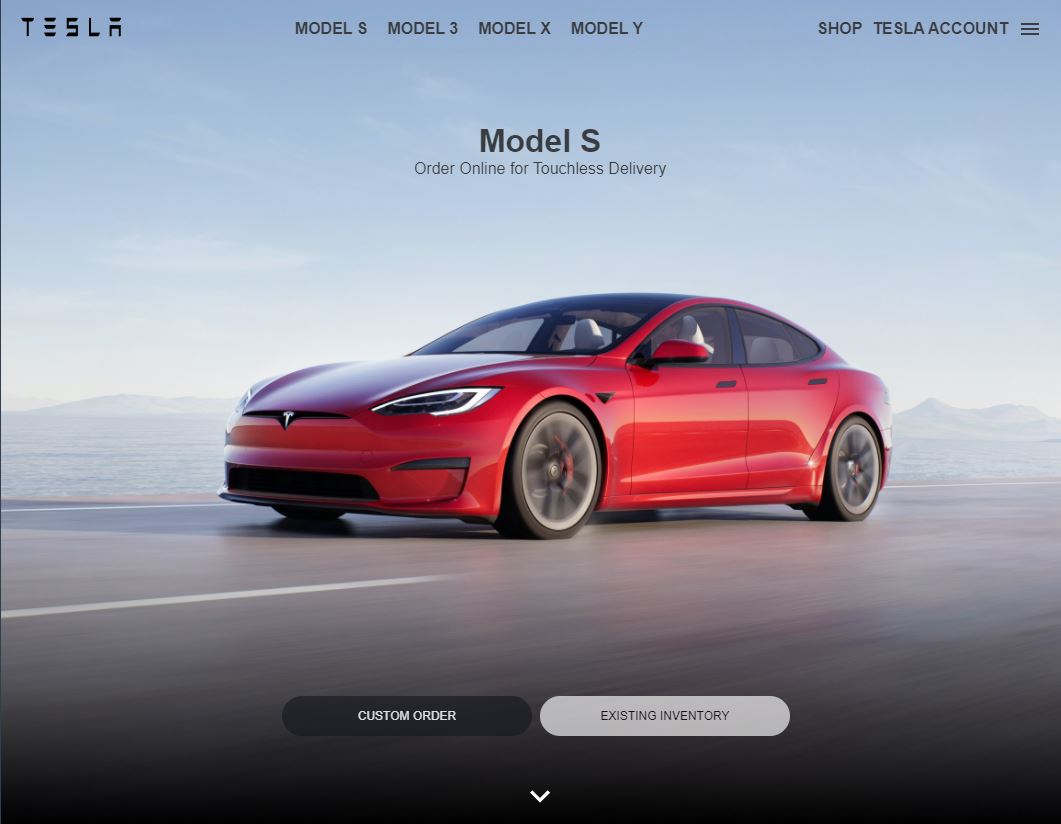 TESLA MODEL S MODEL 3 MODEL X MODEL Y SHOP TESLA ACCOUNT
Model S
Order Online for Touchless Delivery
CUSTOM ORDER EXISTING INVENTORY